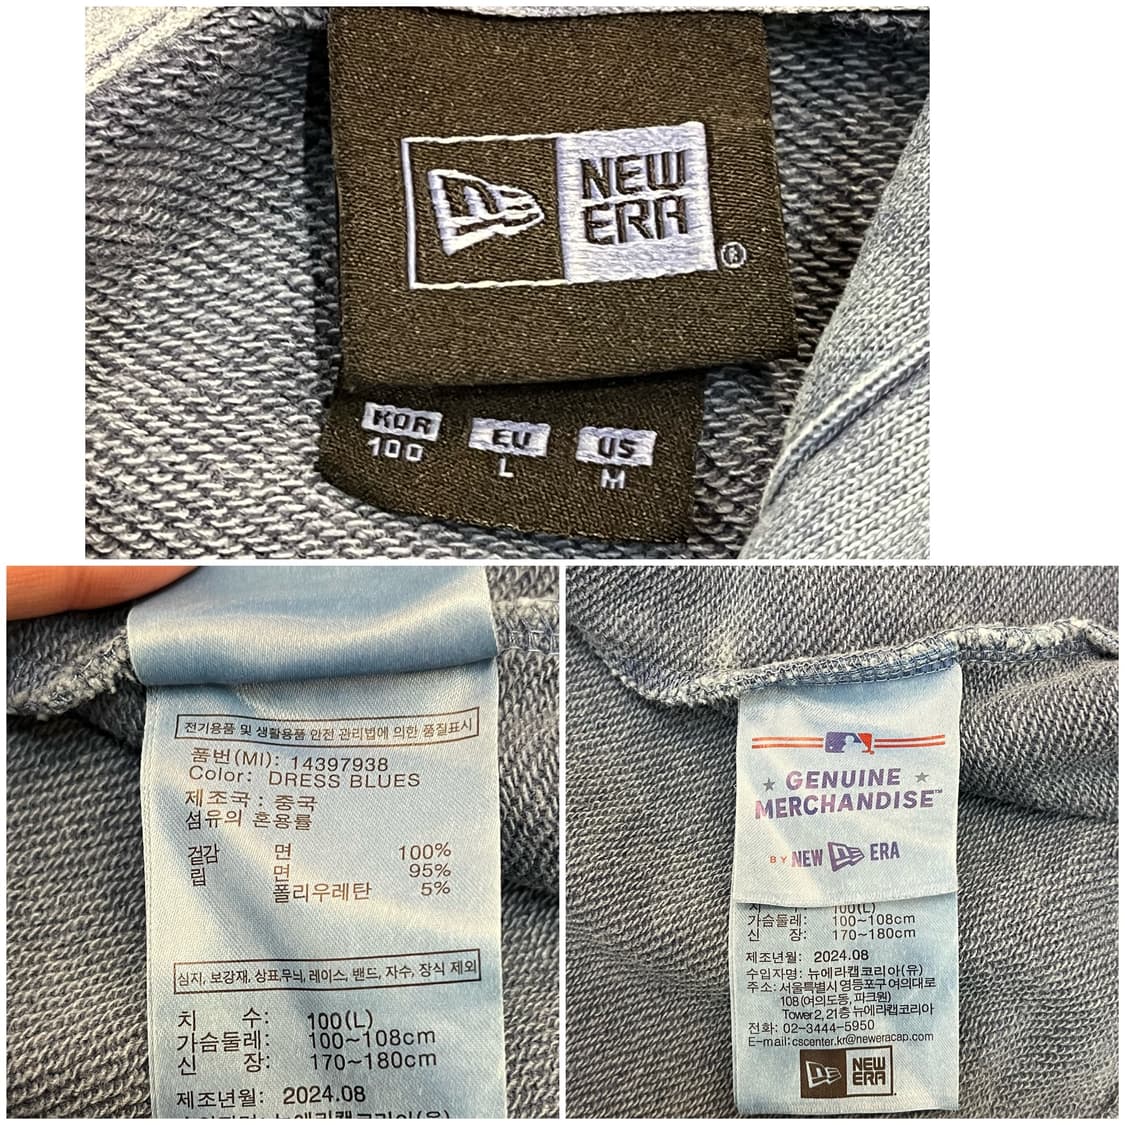 NEW
ERA
®
KOR EU US
100 L M
전기용품 및 생활용품 안전 관리법에 의한 품질표시
품번(MI): 14397938
Color: DRESS BLUES
제조국 : 중국
섬유의 혼용률
겉감 면 100%
립 면 95%
폴리우레탄 5%
심지, 보강재, 상표,무늬, 레이스, 밴드, 자수, 장식 제외
치 수: 100(L)
가슴둘레: 100~108cm
신 장: 170~180cm
제조년월: 2024.08
GENUINE
MERCHANDISE™
BY NEW ERA
치 수: 100(L)
가슴둘레: 100~108cm
신 장: 170~180cm
제조년월: 2024.08
수입자명: 뉴에라캡코리아(유)
주소: 서울특별시 영등포구 여의대로
108 (여의도동, 파크원)
Tower 2, 21층 뉴에라캡코리아
전화: 02-3444-5950
E-mail:cscenter.kr@neweracap.com
NEW
ERA